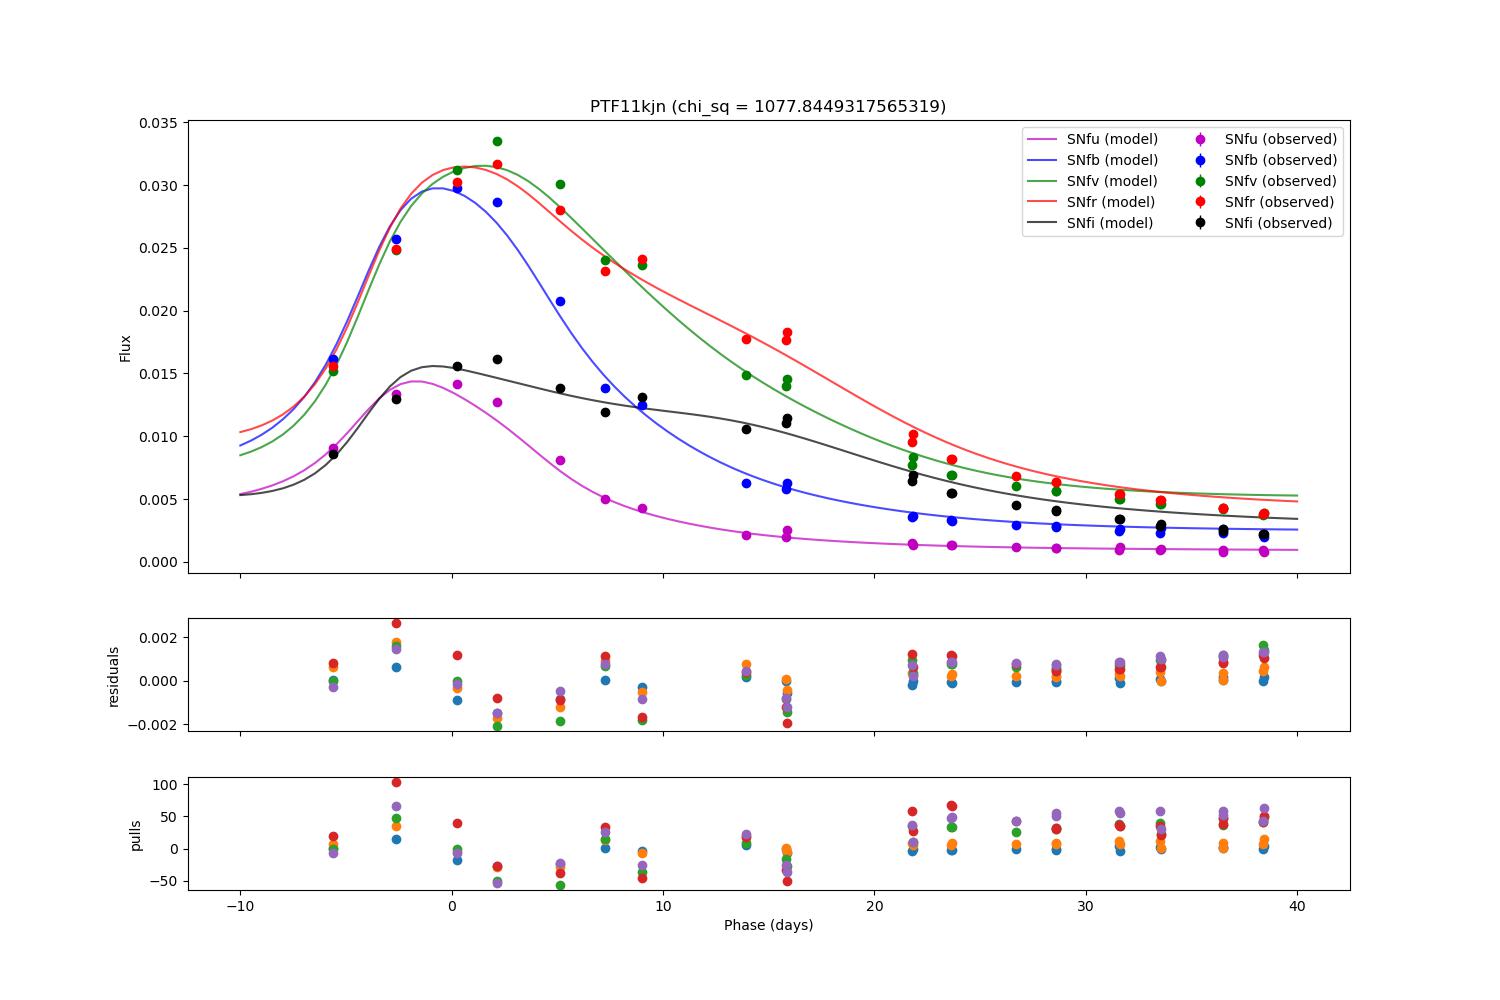 PTF11kjn (chi_sq = 1077.8449317565319)
0.035
0.030
0.025
0.020
0.015
0.010
0.005
0.000
Flux
SNfu (model)
SNfb (model)
SNfv (model)
SNfr (model)
SNfi (model)
SNfu (observed)
SNfb (observed)
SNfv (observed)
SNfr (observed)
SNfi (observed)
0.002
0.000
−0.002
residuals
100
50
0
−50
pulls
−10
0
10
20
30
40
Phase (days)